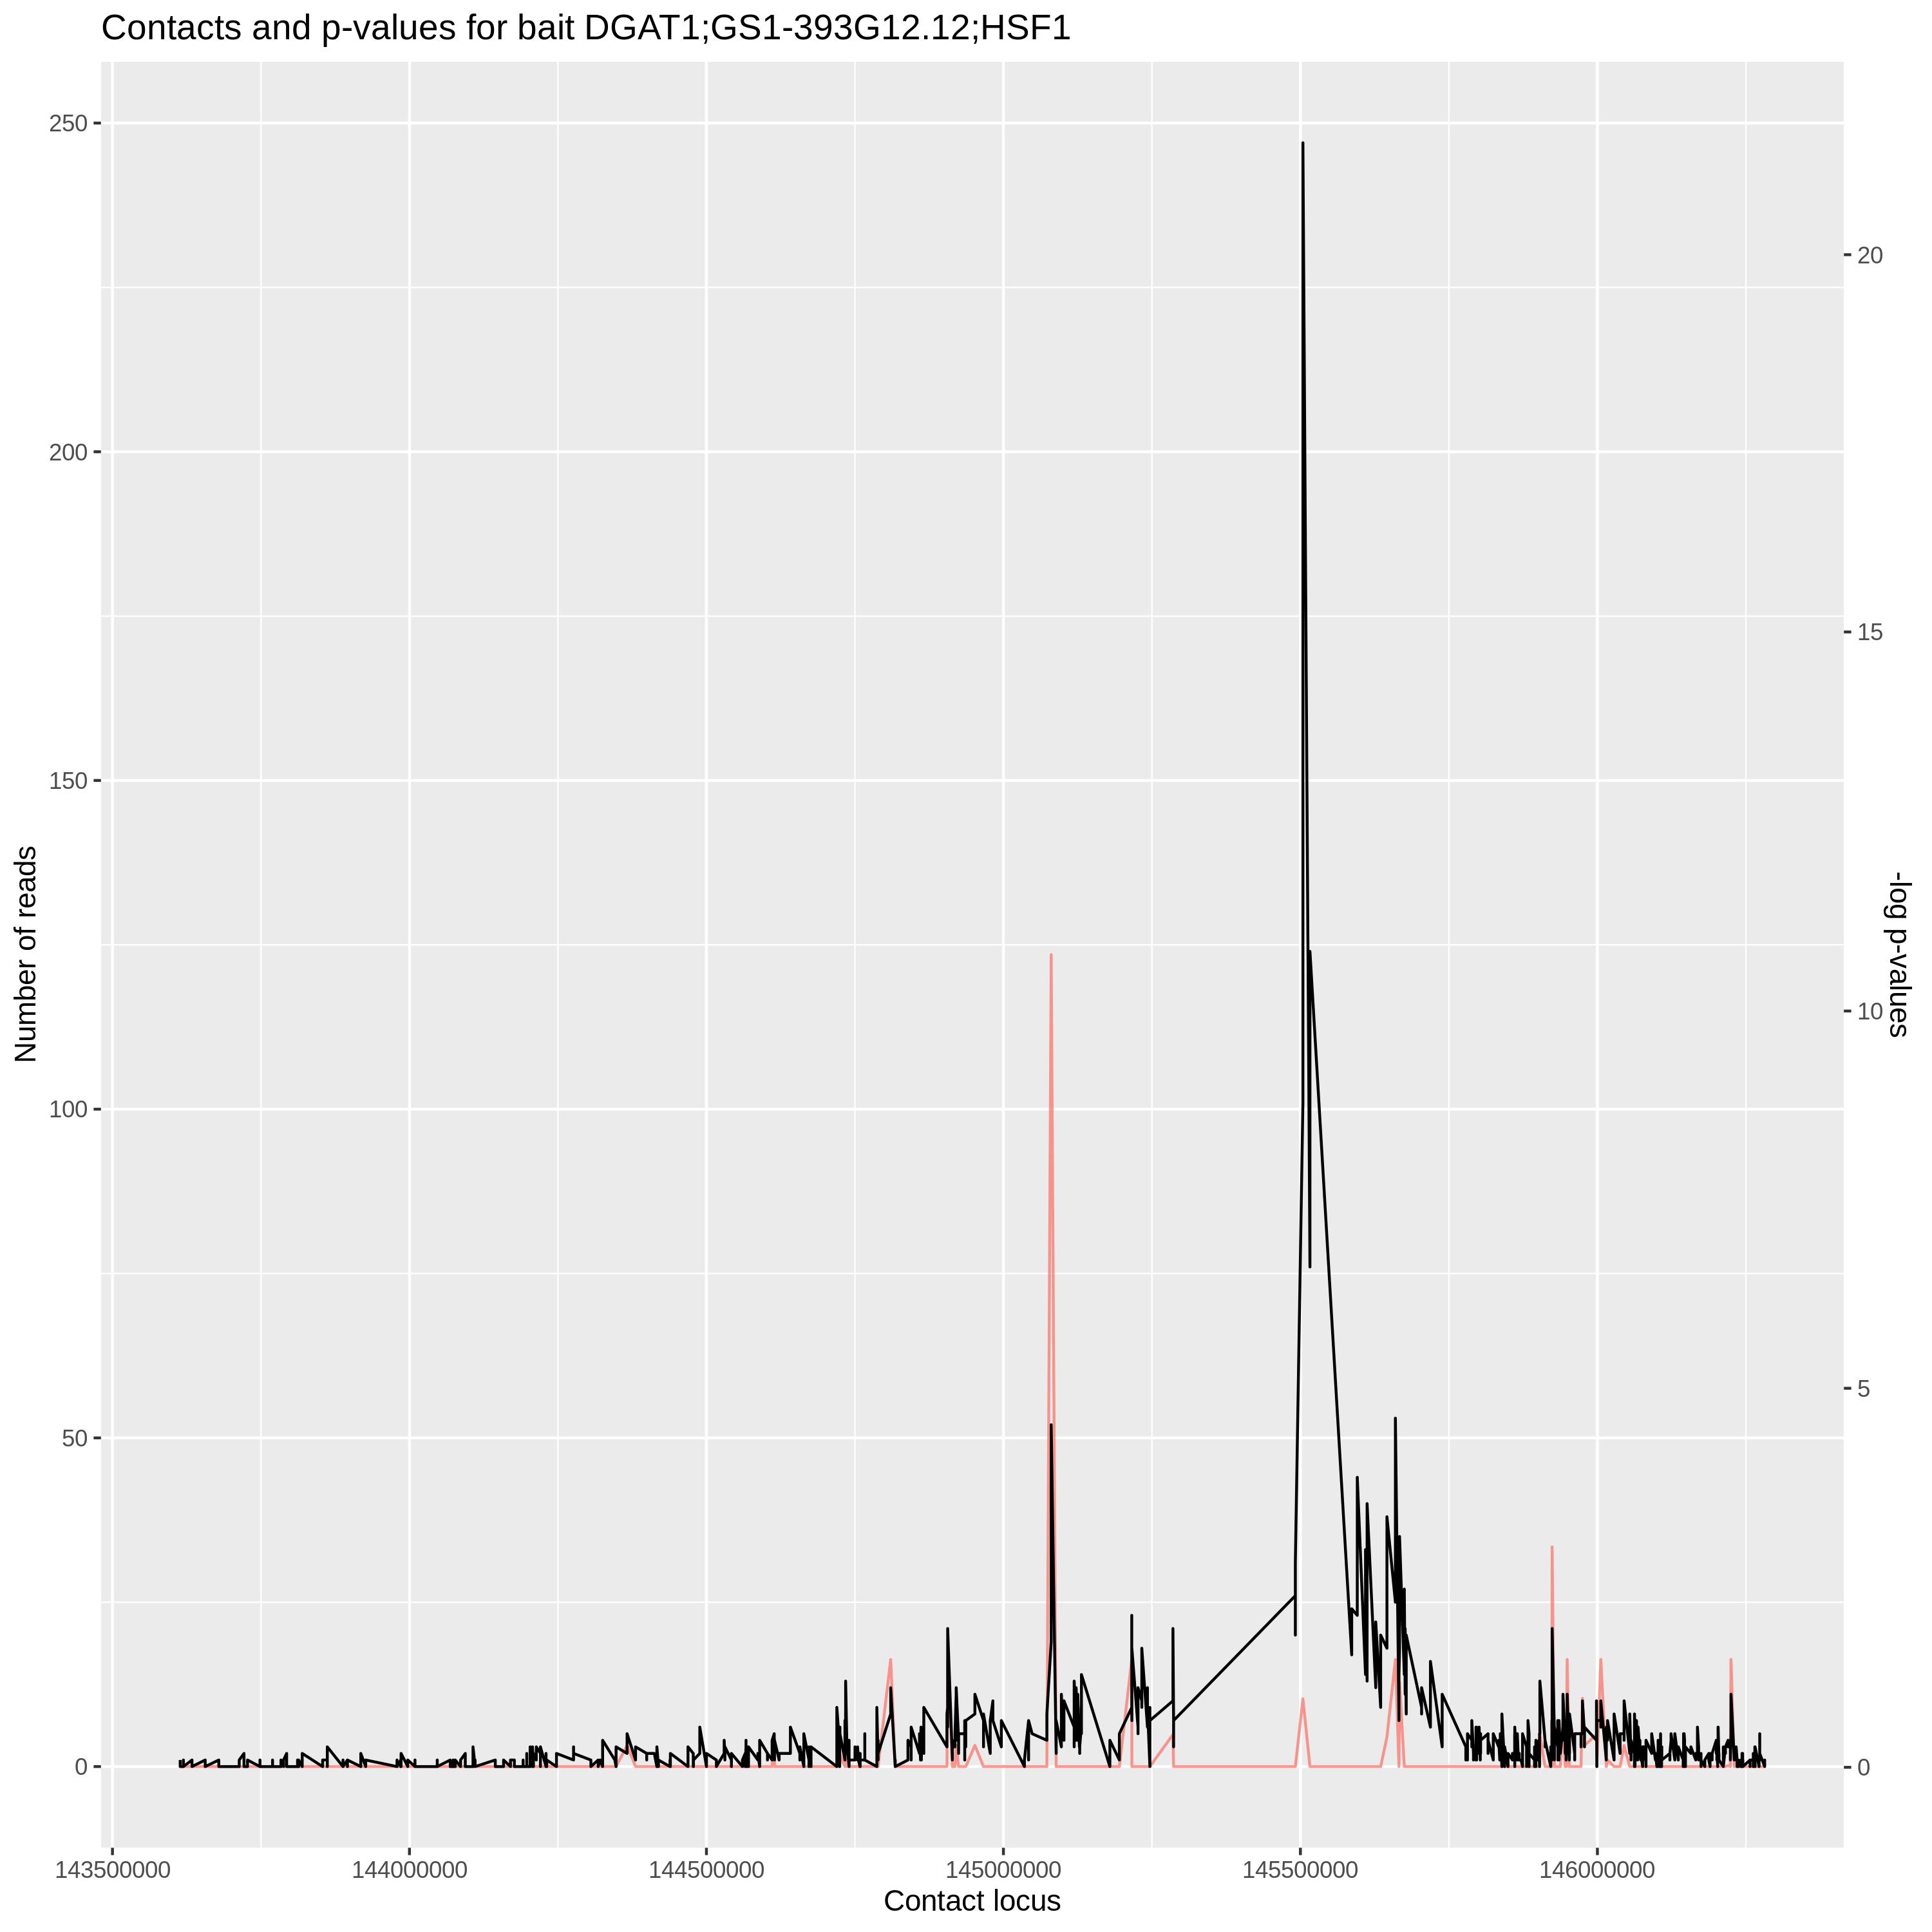 Contacts and p-values for bait DGAT1;GS1-393G12.12;HSF1
250
200
150
100
50
0
Number of reads
20
15
10
5
0
-log p-values
143500000 144000000 144500000 145000000 145500000 146000000
Contact locus